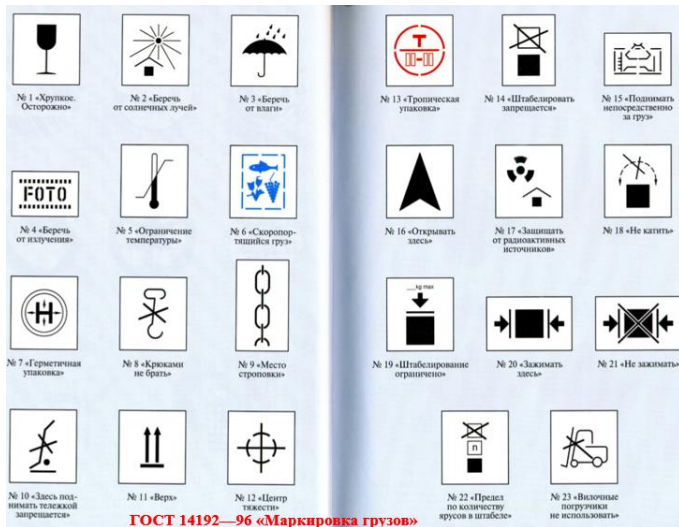 № 1 «Хрупкое.
Осторожно»
№ 2 «Беречь
от солнечных лучей»
№ 3 «Беречь
от влаги»
FOTO
№ 4 «Беречь
от излучения»
№ 5 «Ограничение
температуры»
№ 6 «Скоропор-
тящийся груз»
H
№ 7 «Герметичная
упаковка»
№ 8 «Крюками
не брать»
№ 9 «Место
строповки»
№ 10 «Здесь под-
нимать тележкой
запрещается»
№ 11 «Верх»
№ 12 «Центр
тяжести»
T
00-00
№ 13 «Тропическая
упаковка»
№ 14 «Штабелировать
запрещается»
№ 15 «Поднимать
непосредственно
за груз»
№ 16 «Открывать
здесь»
№ 17 «Защищать
от радиоактивных
источников»
№ 18 «Не катить»
__kg max
№ 19 «Штабелирование
ограничено»
№ 20 «Зажимать
здесь»
№ 21 «Не зажимать»
n
№ 22 «Предел
по количеству
ярусов в штабеле»
№ 23 «Вилочные
погрузчики
не использовать»
ГОСТ 14192—96 «Маркировка грузов»